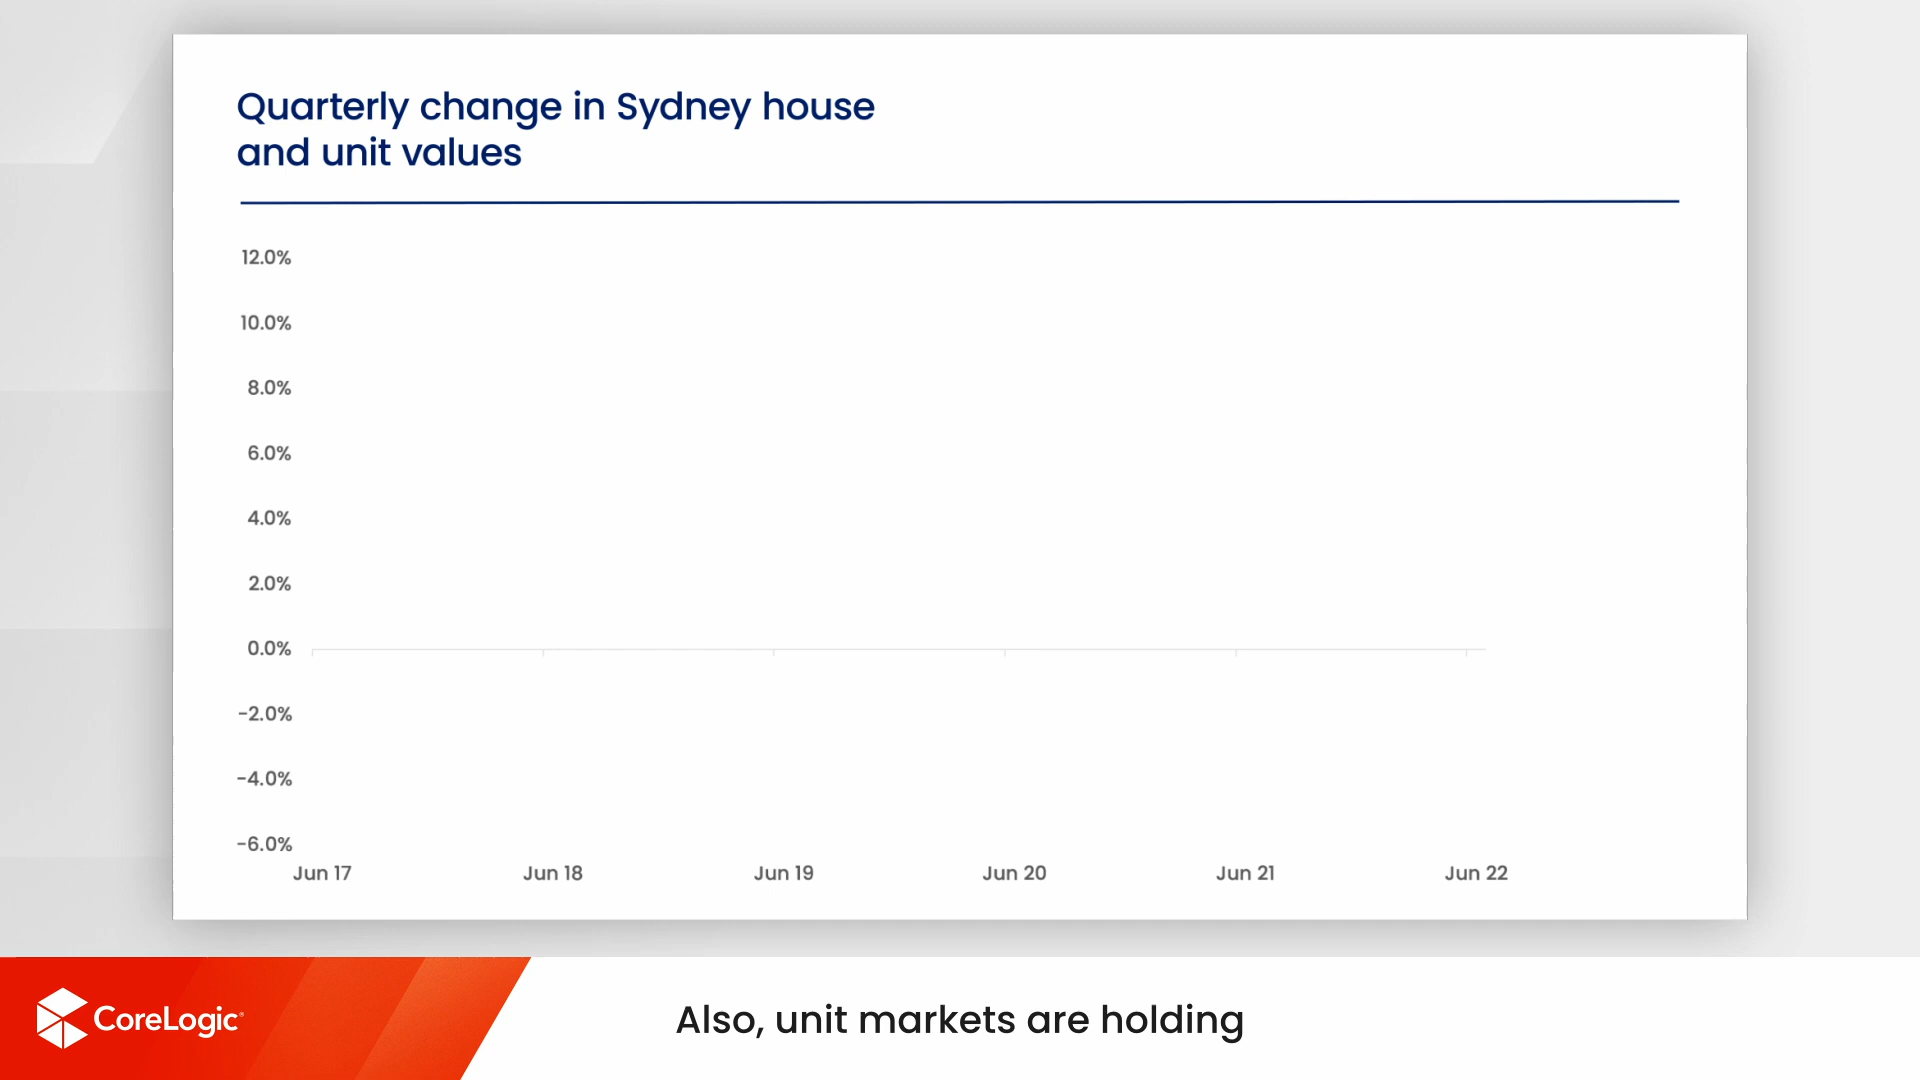 Quarterly change in Sydney house
and unit values
12.0%
10.0%
8.0%
6.0%
4.0%
2.0%
0.0%
-2.0%
-4.0%
-6.0%
Jun 17 Jun 18 Jun 19 Jun 20 Jun 21 Jun 22
CoreLogic®
Also, unit markets are holding